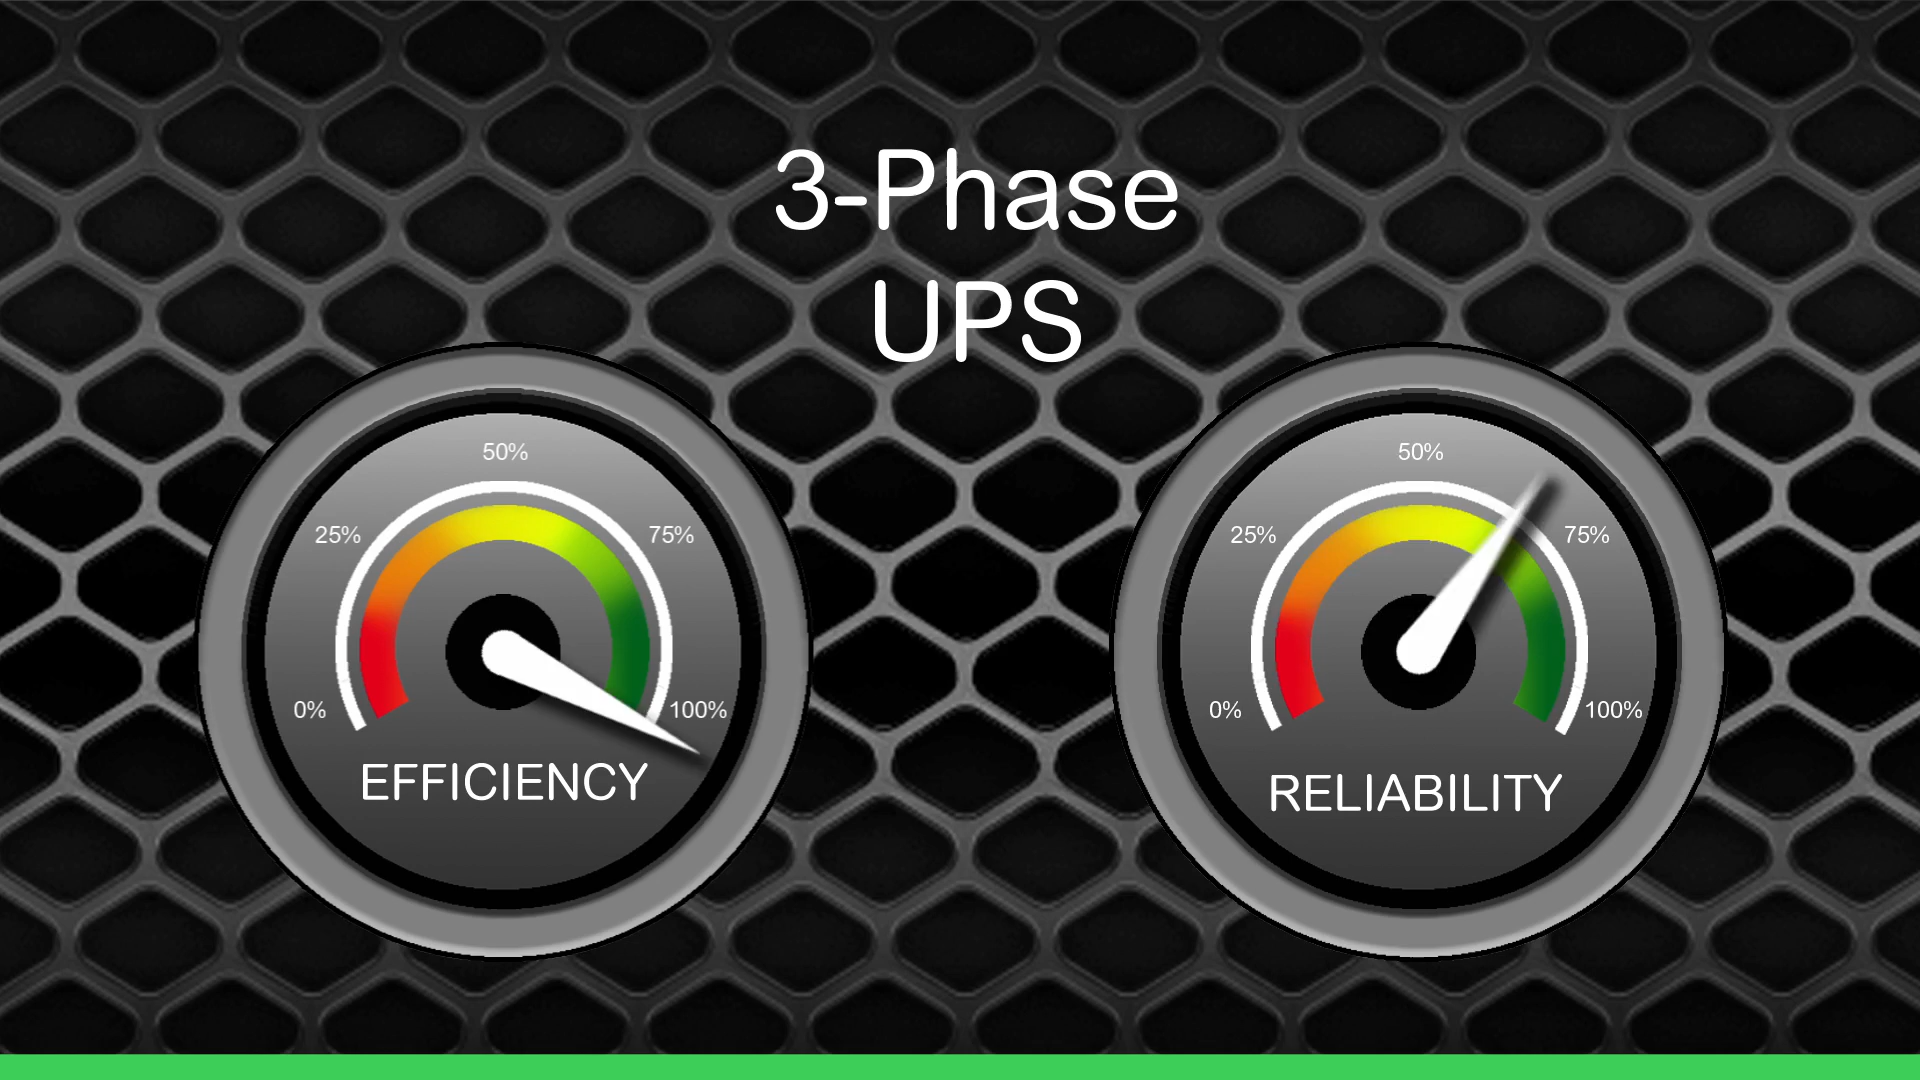 3-Phase
UPS
50%
25%
75%
0%
100%
EFFICIENCY
50%
25%
75%
0%
100%
RELIABILITY